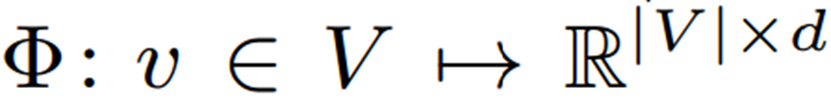 Φ: v ∈ V ↦ ℝ^{|V|×d}